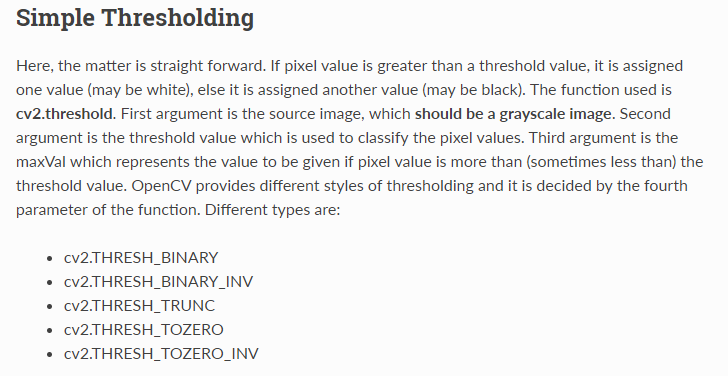 Simple Thresholding
Here, the matter is straight forward. If pixel value is greater than a threshold value, it is assigned
one value (may be white), else it is assigned another value (may be black). The function used is
cv2.threshold. First argument is the source image, which should be a grayscale image. Second
argument is the threshold value which is used to classify the pixel values. Third argument is the
maxVal which represents the value to be given if pixel value is more than (sometimes less than) the
threshold value. OpenCV provides different styles of thresholding and it is decided by the fourth
parameter of the function. Different types are:
• cv2.THRESH_BINARY
• cv2.THRESH_BINARY_INV
• cv2.THRESH_TRUNC
• cv2.THRESH_TOZERO
• cv2.THRESH_TOZERO_INV